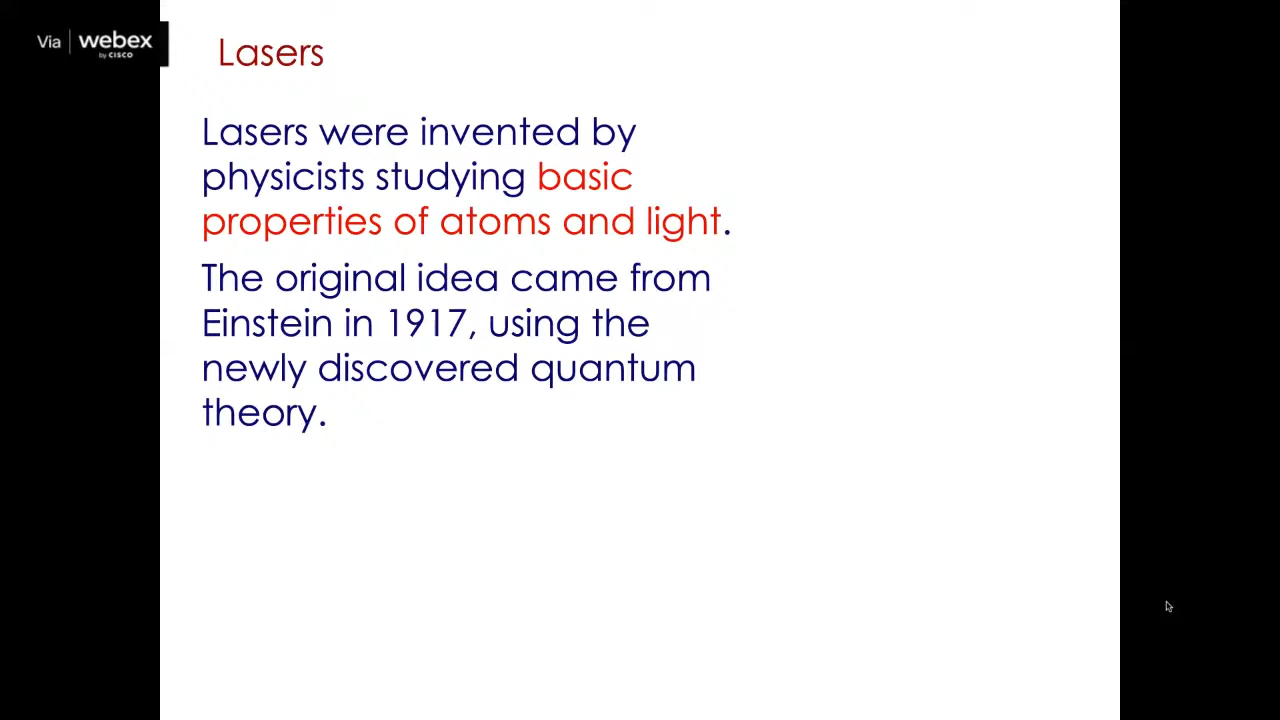 Via webex
by CISCO
Lasers
Lasers were invented by
physicists studying basic
properties of atoms and light.
The original idea came from
Einstein in 1917, using the
newly discovered quantum
theory.